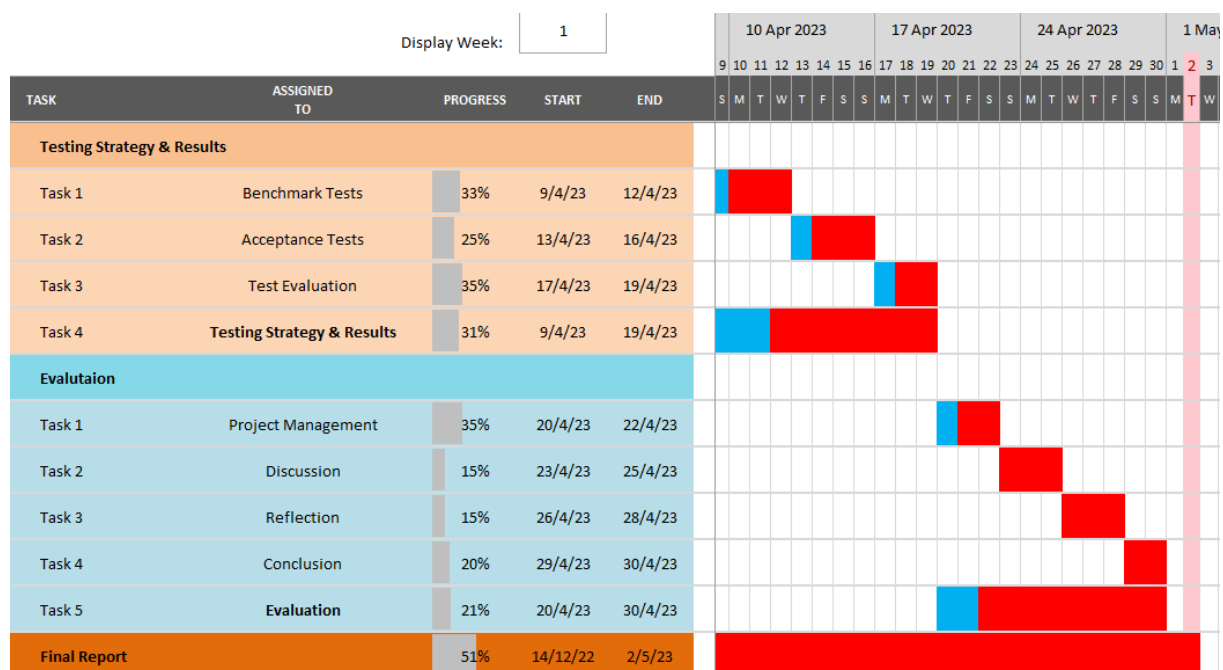 Display Week: 1 10 Apr 2023 17 Apr 2023 24 Apr 2023 1 May
9 10 11 12 13 14 15 16 17 18 19 20 21 22 23 24 25 26 27 28 29 30 1 2 3
TASK ASSIGNED TO PROGRESS START END S M T W T F S S M T W T F S S M T W T F S S M T W
Testing Strategy & Results
Task 1 Benchmark Tests 33% 9/4/23 12/4/23
Task 2 Acceptance Tests 25% 13/4/23 16/4/23
Task 3 Test Evaluation 35% 17/4/23 19/4/23
Task 4 Testing Strategy & Results 31% 9/4/23 19/4/23
Evalutaion
Task 1 Project Management 35% 20/4/23 22/4/23
Task 2 Discussion 15% 23/4/23 25/4/23
Task 3 Reflection 15% 26/4/23 28/4/23
Task 4 Conclusion 20% 29/4/23 30/4/23
Task 5 Evaluation 21% 20/4/23 30/4/23
Final Report 51% 14/12/22 2/5/23